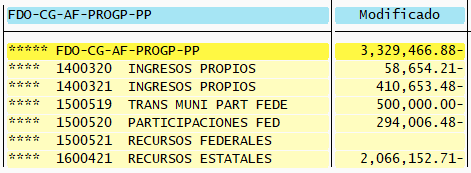 FDO-CG-AF-PROGP-PP Modificado
***** FDO-CG-AF-PROGP-PP 3,329,466.88-
**** 1400320 INGRESOS PROPIOS 58,654.21-
**** 1400321 INGRESOS PROPIOS 410,653.48-
**** 1500519 TRANS MUNI PART FEDE 500,000.00-
**** 1500520 PARTICIPACIONES FED 294,006.48-
**** 1500521 RECURSOS FEDERALES
**** 1600421 RECURSOS ESTATALES 2,066,152.71-